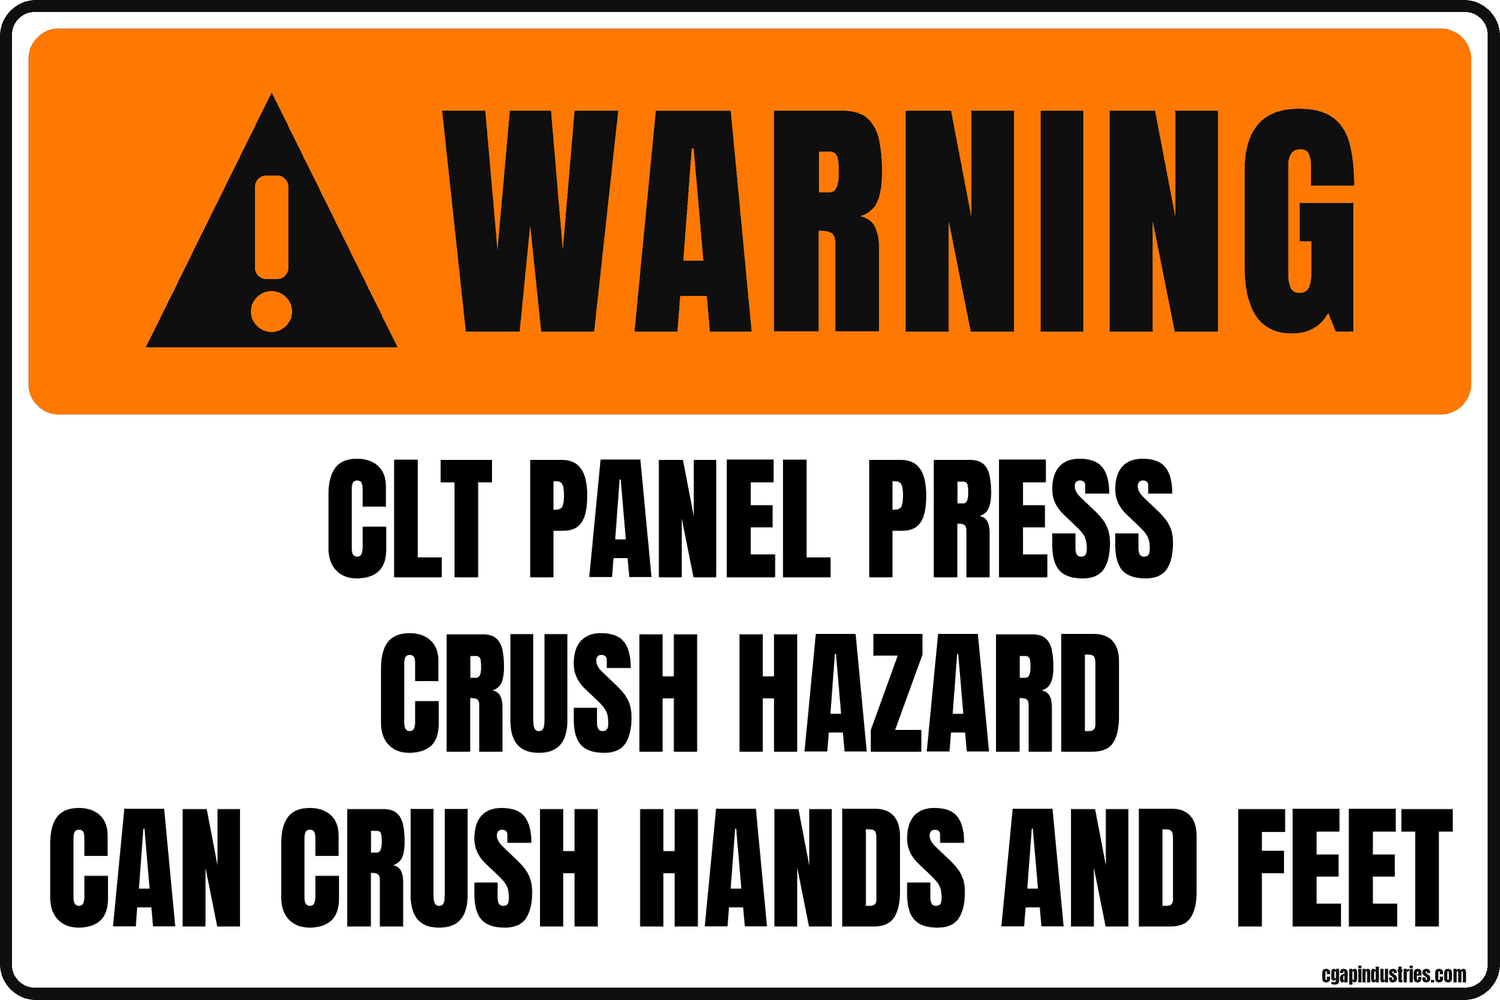 WARNING
CLT PANEL PRESS
CRUSH HAZARD
CAN CRUSH HANDS AND FEET
cgapindustries.com